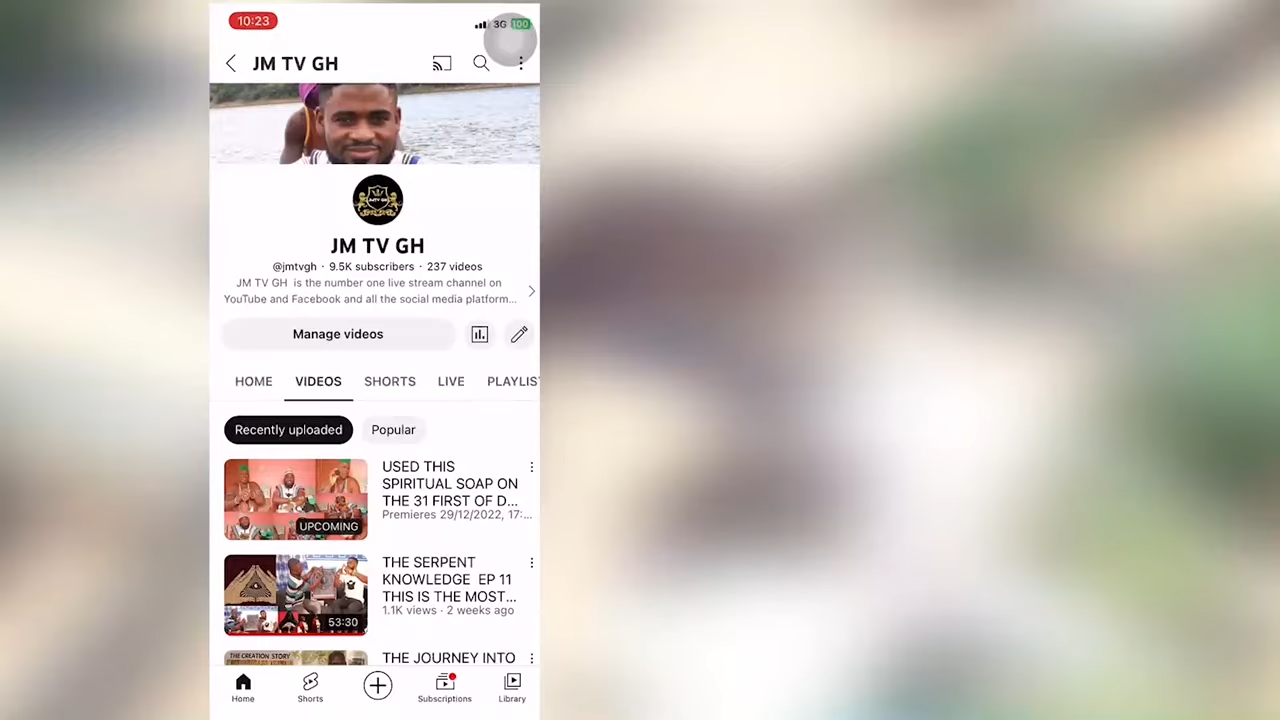 10:23
3G 100
JM TV GH
JMTV GH
JM TV GH
@jmtvgh · 9.5K subscribers · 237 videos
JM TV GH is the number one live stream channel on
YouTube and Facebook and all the social media platform...
Manage videos
HOME VIDEOS SHORTS LIVE PLAYLIS
Recently uploaded Popular
USED THIS
SPIRITUAL SOAP ON
THE 31 FIRST OF D...
Premieres 29/12/2022, 17:...
UPCOMING
THE SERPENT
KNOWLEDGE EP 11
THIS IS THE MOST...
1.1K views · 2 weeks ago
53:30
THE CREATION STORY
THE JOURNEY INTO
Home Shorts Subscriptions Library